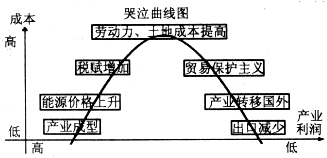 哭泣曲线图
成本
高
劳动力、土地成本提高
税赋增加
贸易保护主义
能源价格上升
产业转移国外
产业成型
出口减少
产业
利润
低
高
低